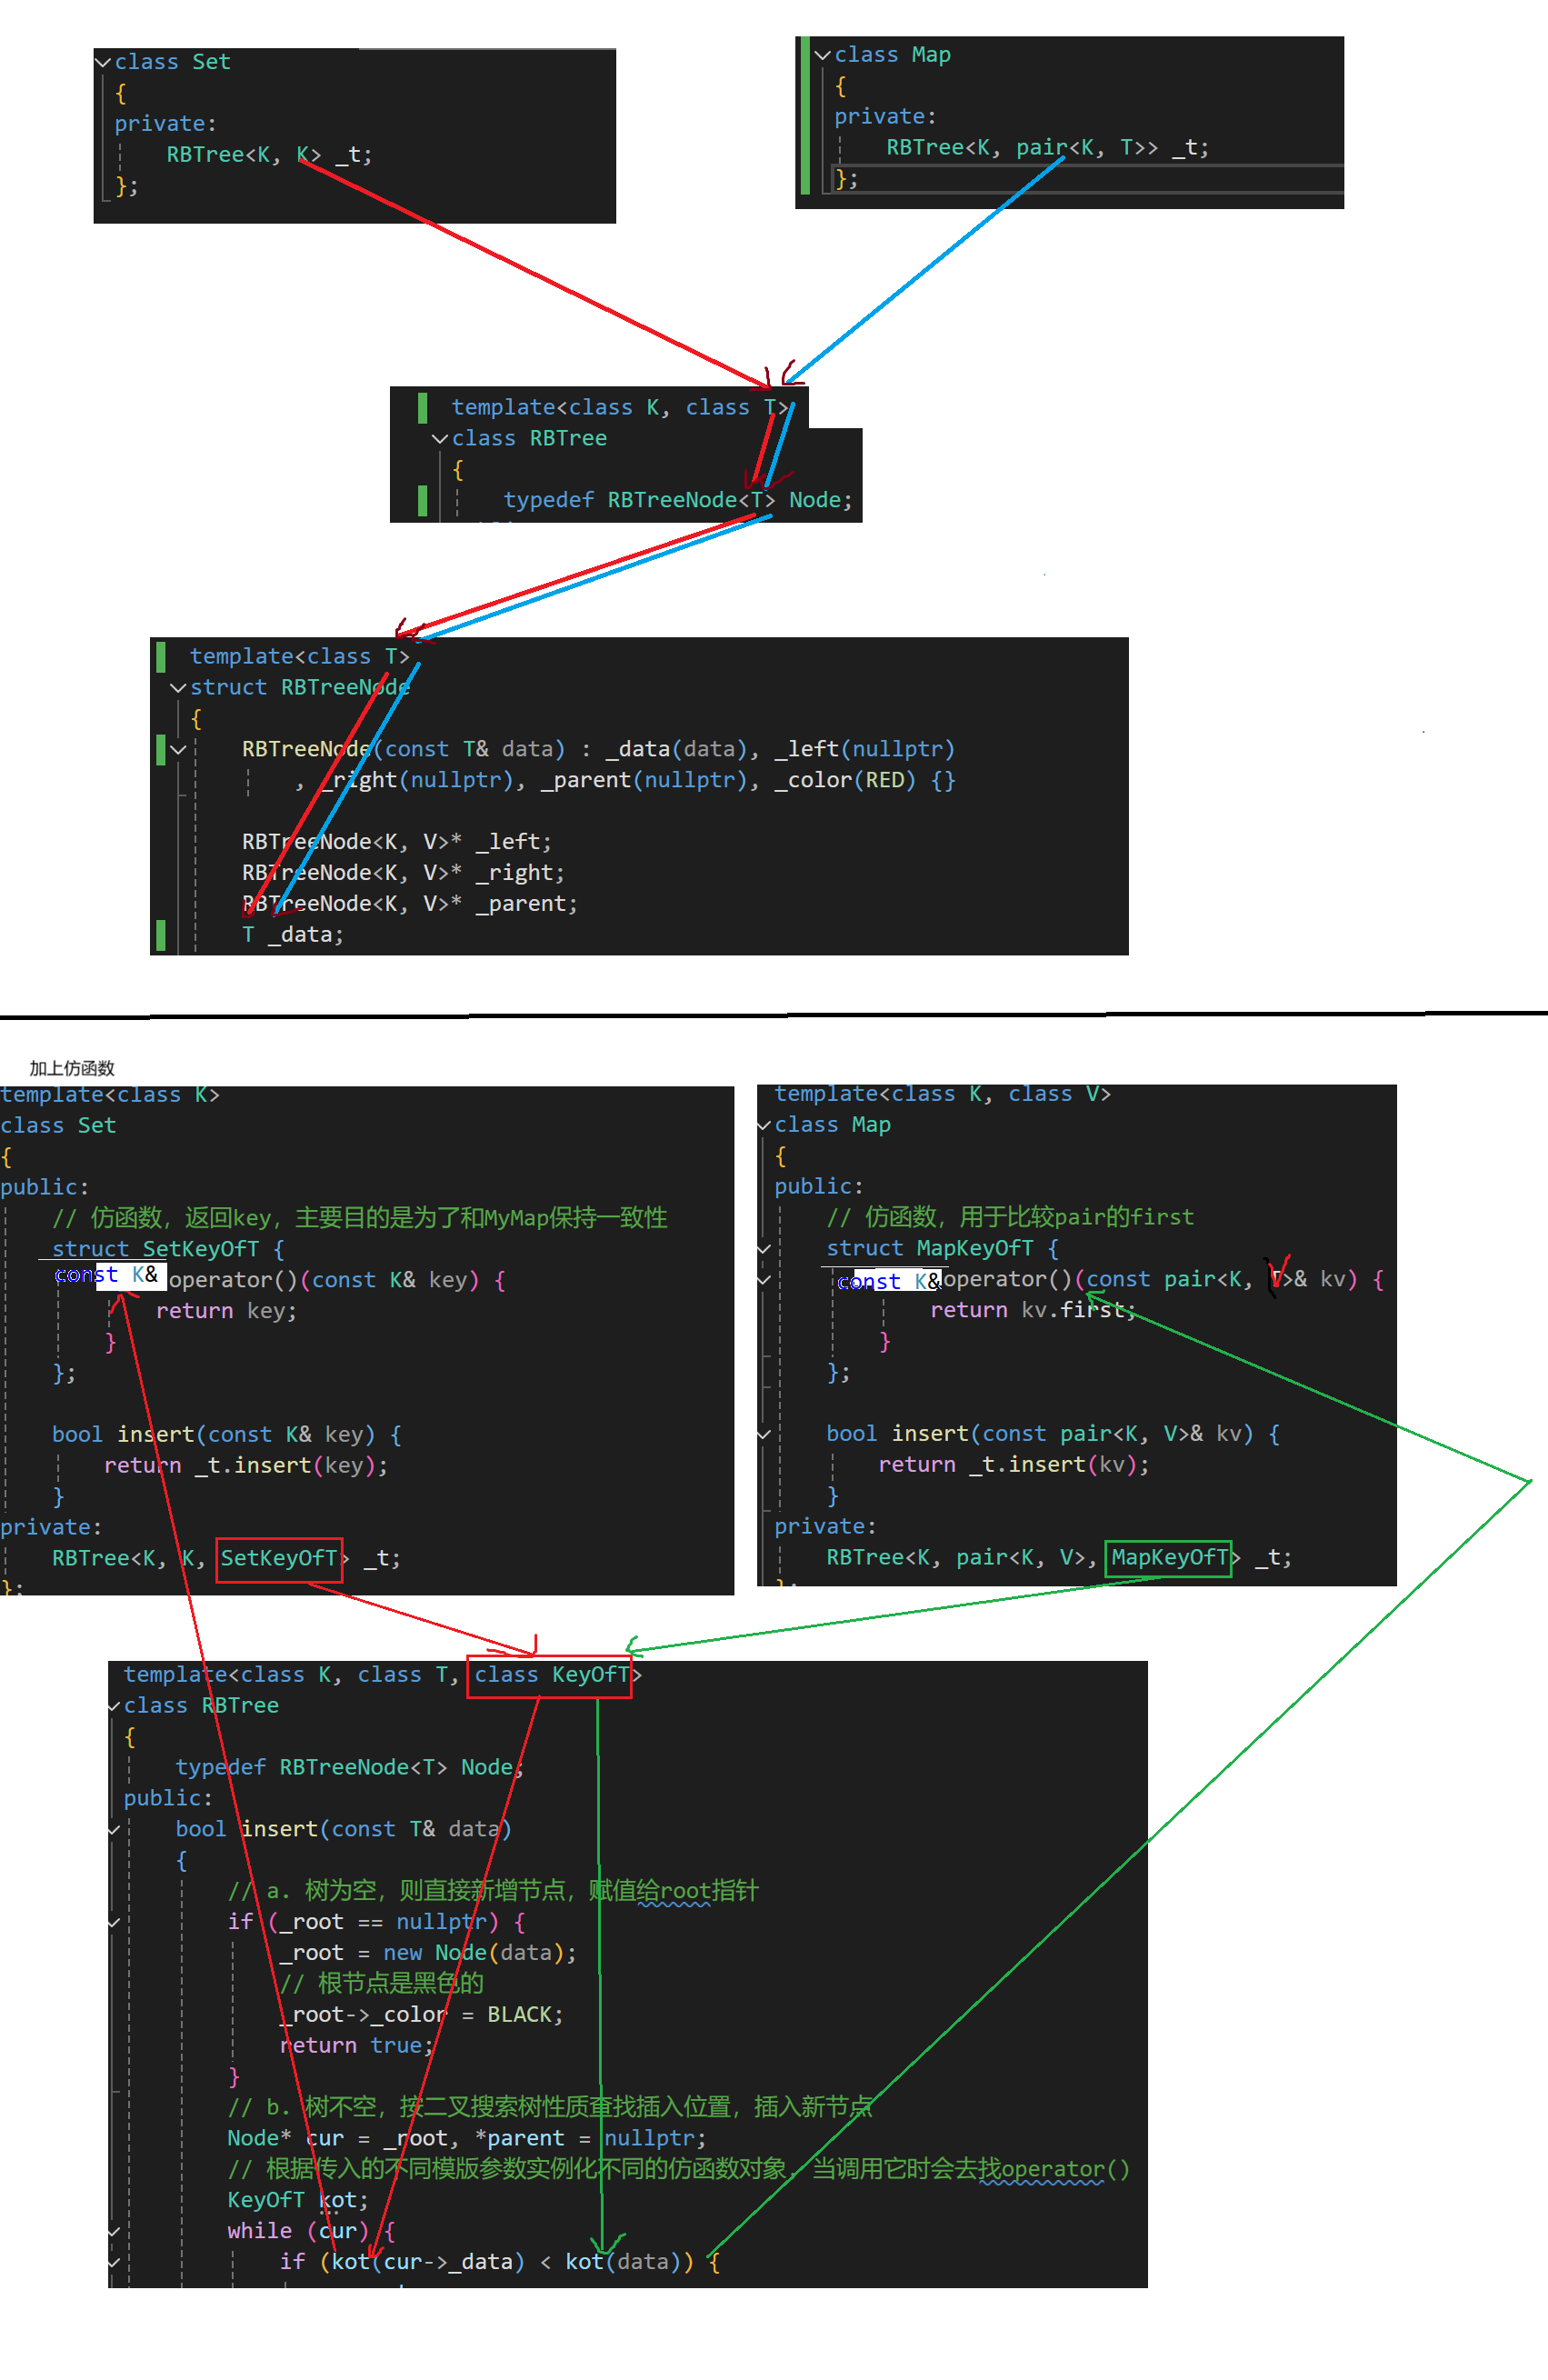 class Set
{
private:
RBTree<K, K> _t;
};
class Map
{
private:
RBTree<K, pair<K, T>> _t;
};
template<class K, class T>
class RBTree
{
typedef RBTreeNode<T> Node;
template<class T>
struct RBTreeNode
{
RBTreeNode(const T& data) : _data(data), _left(nullptr)
, _right(nullptr), _parent(nullptr), _color(RED) {}
RBTreeNode<K, V>* _left;
RBTreeNode<K, V>* _right;
RBTreeNode<K, V>* _parent;
T _data;
加上仿函数
template<class K>
class Set
{
public:
// 仿函数，返回key，主要目的是为了和MyMap保持一致性
struct SetKeyOfT {
const K& operator()(const K& key) {
return key;
}
};
bool insert(const K& key) {
return _t.insert(key);
}
private:
RBTree<K, K, SetKeyOfT> _t;
};
template<class K, class V>
class Map
{
public:
// 仿函数，用于比较pair的first
struct MapKeyOfT {
const K& operator()(const pair<K, V>& kv) {
return kv.first;
}
};
bool insert(const pair<K, V>& kv) {
return _t.insert(kv);
}
private:
RBTree<K, pair<K, V>, MapKeyOfT> _t;
};
template<class K, class T, class KeyOfT>
class RBTree
{
typedef RBTreeNode<T> Node;
public:
bool insert(const T& data)
{
// a. 树为空，则直接新增节点，赋值给root指针
if (_root == nullptr) {
_root = new Node(data);
// 根节点是黑色的
_root->_color = BLACK;
return true;
}
// b. 树不空，按二叉搜索树性质查找插入位置，插入新节点
Node* cur = _root, *parent = nullptr;
// 根据传入的不同模版参数实例化不同的仿函数对象，当调用它时会去找operator()
KeyOfT kot;
while (cur) {
if (kot(cur->_data) < kot(data)) {